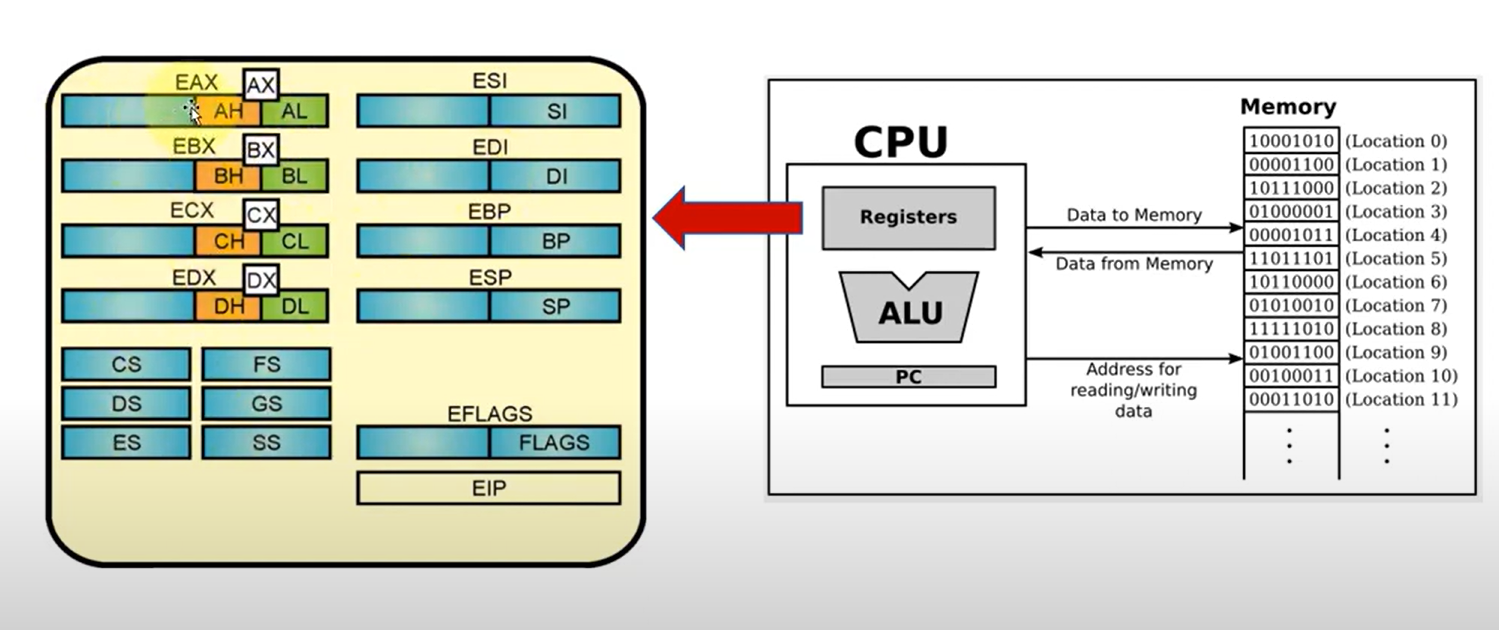 EAX AX
AH AL
EBX BX
BH BL
ECX CX
CH CL
EDX DX
DH DL
CS FS
DS GS
ES SS
ESI
SI
EDI
DI
EBP
BP
ESP
SP
EFLAGS
FLAGS
EIP
CPU
Registers
ALU
PC
Data to Memory
Data from Memory
Address for
reading/writing
data
Memory
10001010 (Location 0)
00001100 (Location 1)
10111000 (Location 2)
01000001 (Location 3)
00001011 (Location 4)
11011101 (Location 5)
10110000 (Location 6)
01010010 (Location 7)
11111010 (Location 8)
01001100 (Location 9)
00100011 (Location 10)
00011010 (Location 11)